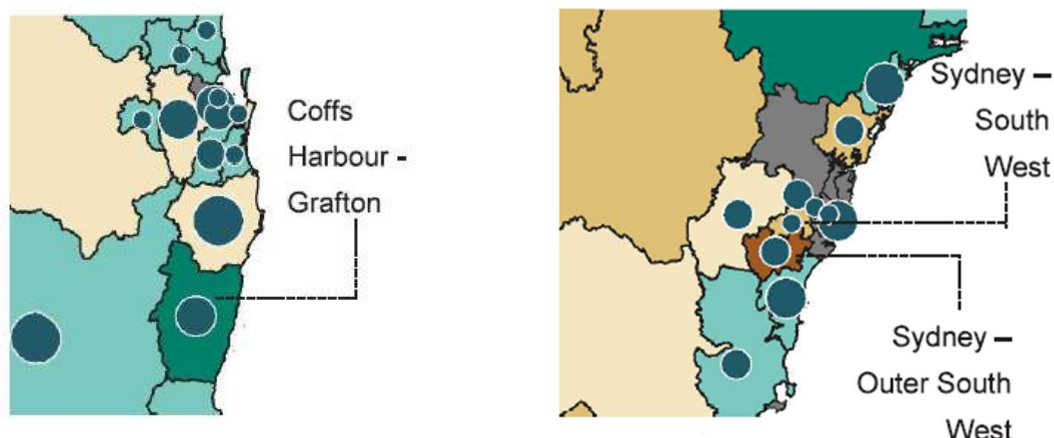 Coffs
Harbour -
Grafton
Sydney –
South
West
Sydney –
Outer South
West